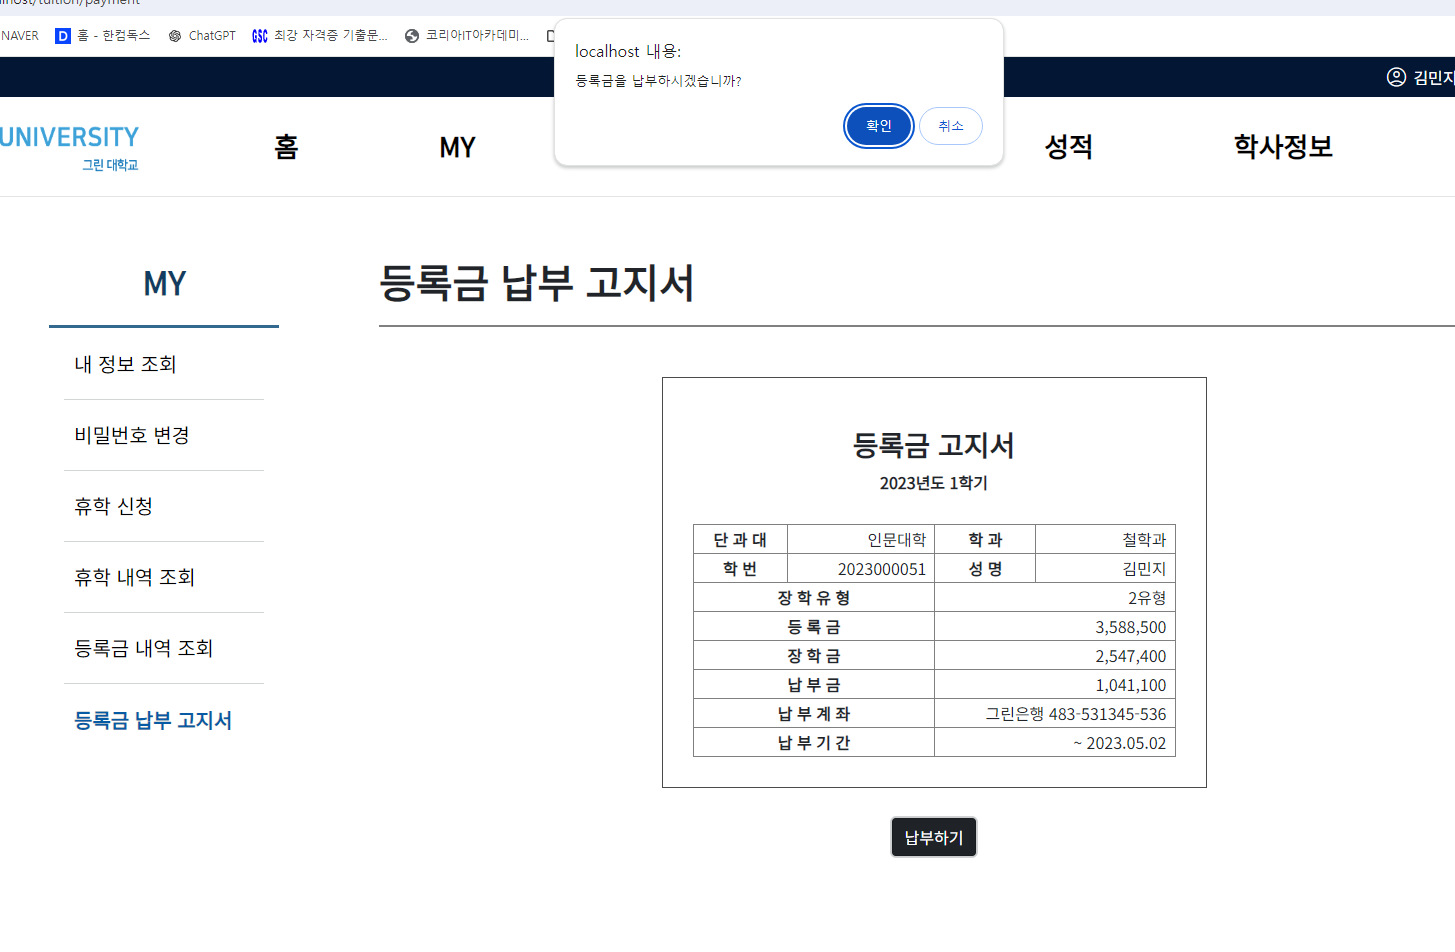 localhost/tuition/payment
NAVER 홈 - 한컴독스 ChatGPT 최강 자격증 기출문... 코리아IT아카데미...
localhost 내용:
등록금을 납부하시겠습니까?
확인 취소
김민지
UNIVERSITY
그린 대학교
홈 MY 성적 학사정보
MY
내 정보 조회
비밀번호 변경
휴학 신청
휴학 내역 조회
등록금 내역 조회
등록금 납부 고지서
등록금 납부 고지서
등록금 고지서
2023년도 1학기
단 과 대 인문대학 학 과 철학과
학 번 2023000051 성 명 김민지
장 학 유 형 2유형
등 록 금 3,588,500
장 학 금 2,547,400
납 부 금 1,041,100
납 부 계 좌 그린은행 483-531345-536
납 부 기 간 ~ 2023.05.02
납부하기